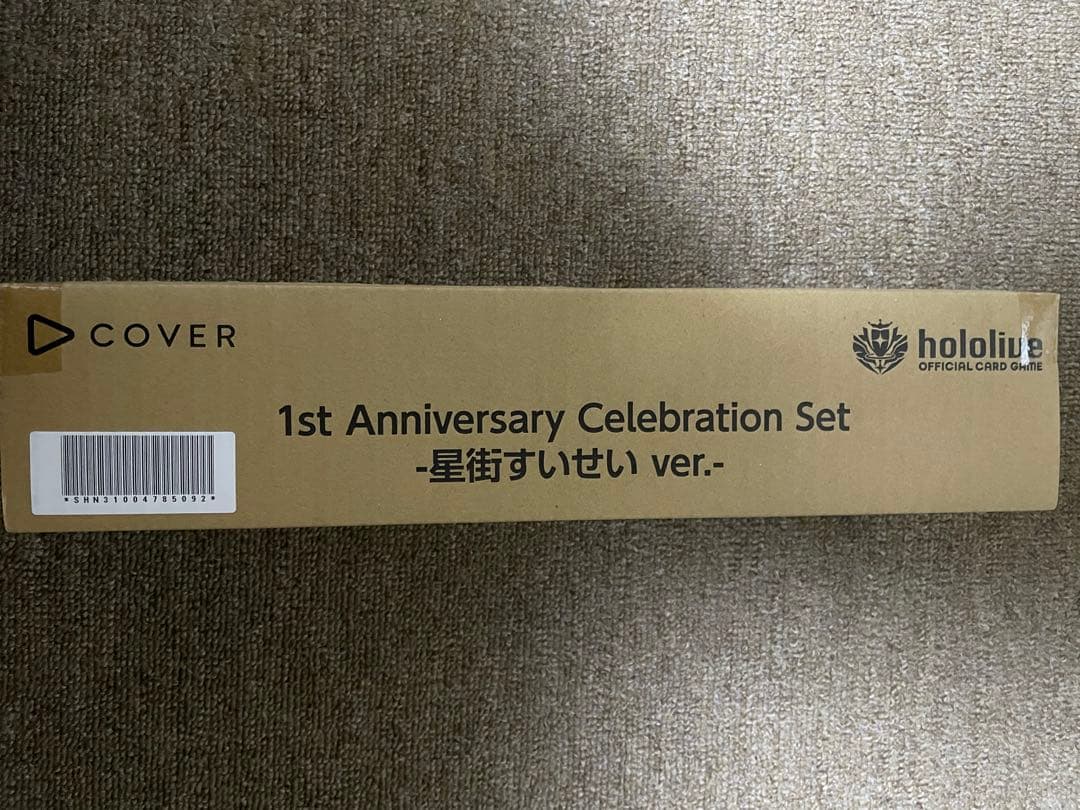 COVER
hololive
OFFICIAL CARD GAME
1st Anniversary Celebration Set
-星街すいせい ver.-
*SHN31004785092*